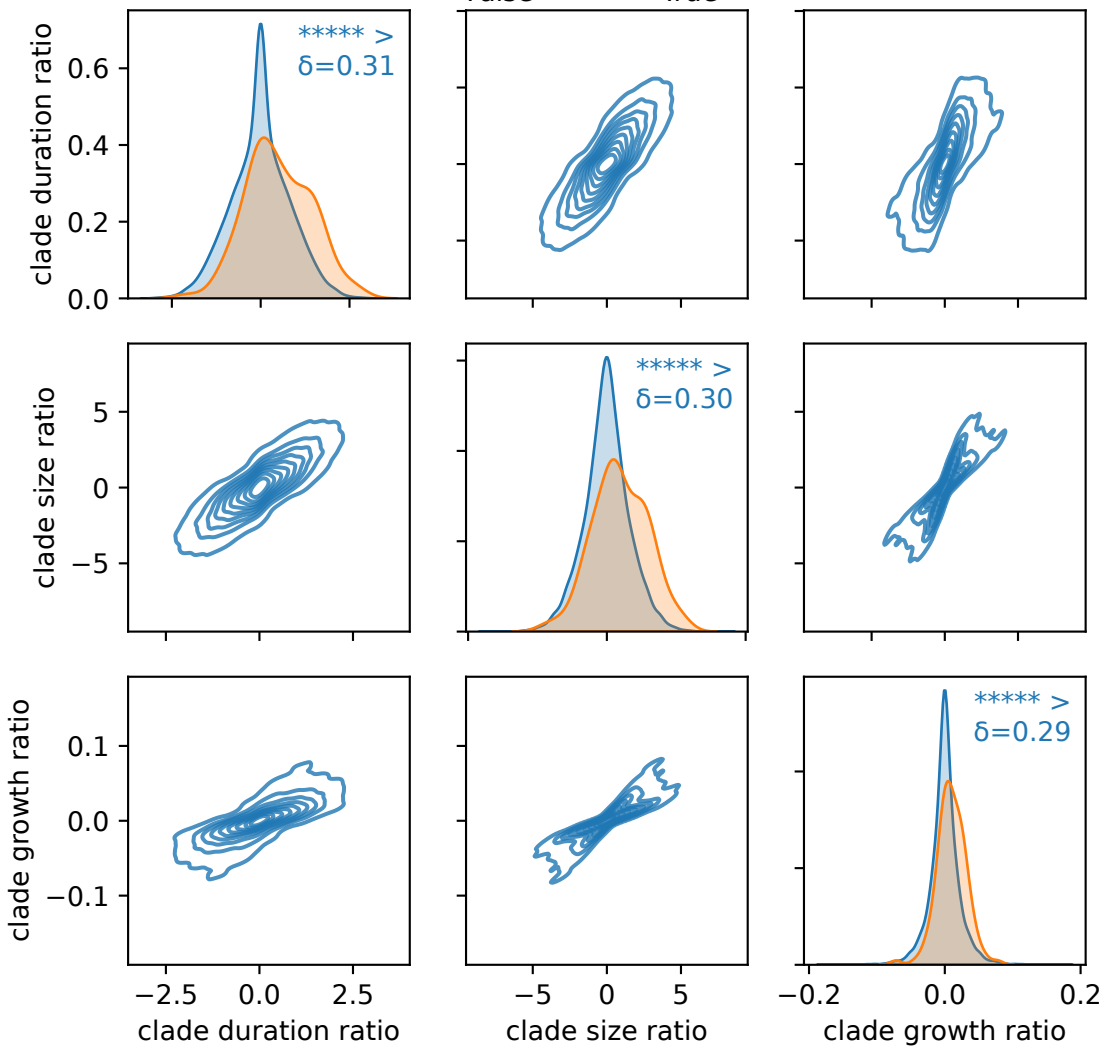 False True
***** >
δ=0.31
clade duration ratio
0.6
0.4
0.2
0.0
***** >
δ=0.30
clade size ratio
5
0
−5
***** >
δ=0.29
clade growth ratio
0.1
0.0
−0.1
−2.5 0.0 2.5
−5 0 5
−0.2 0.0 0.2
clade duration ratio
clade size ratio
clade growth ratio